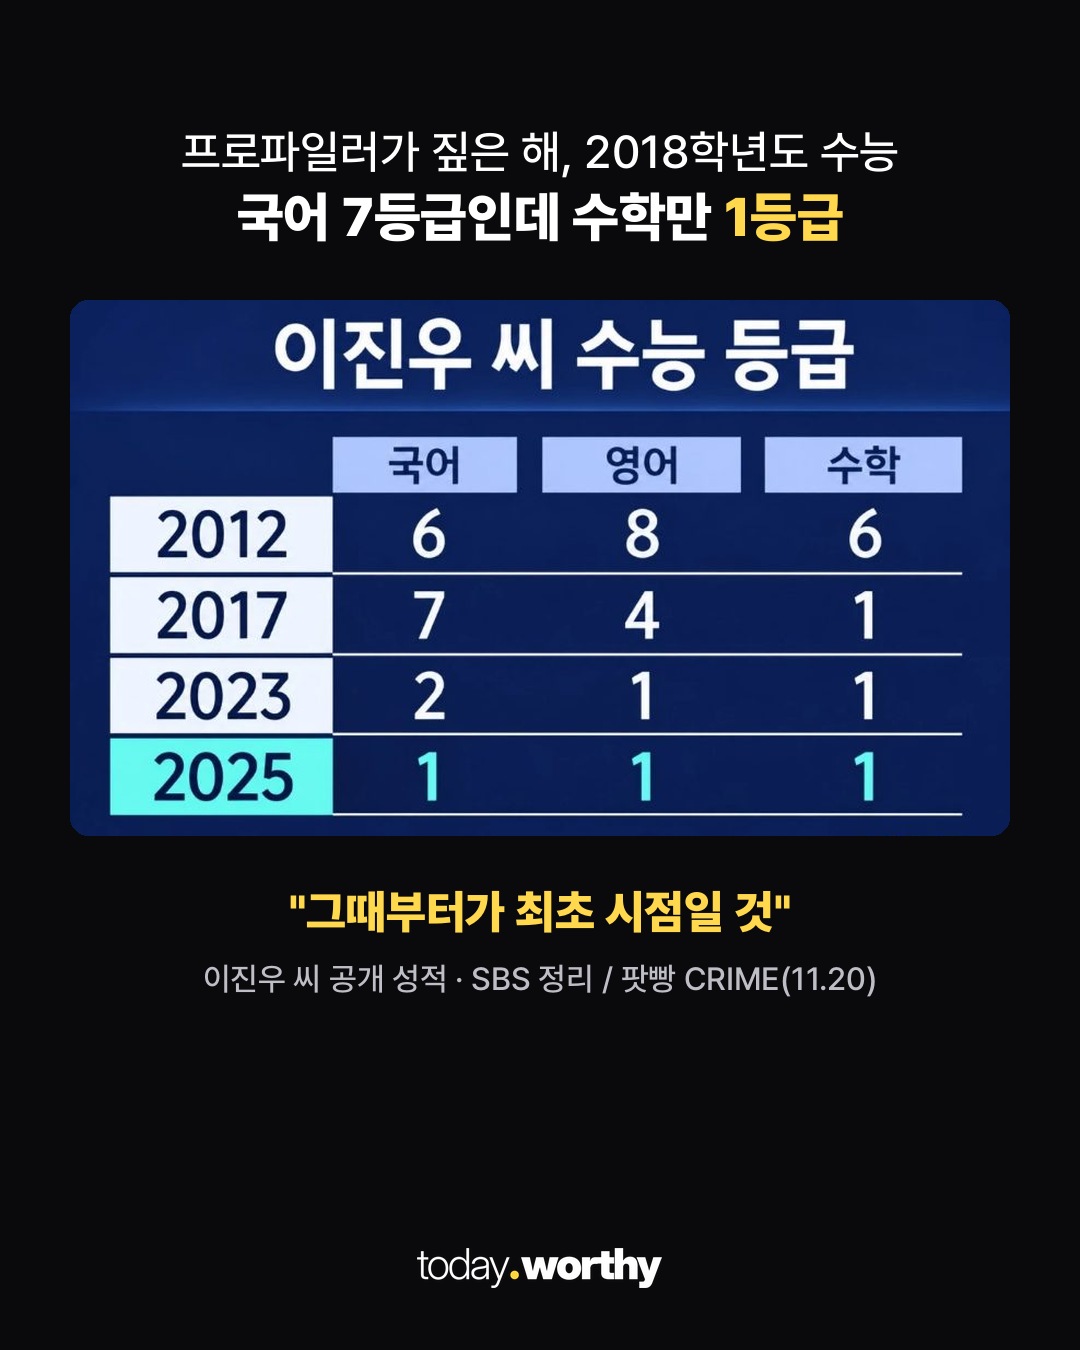 프로파일러가 짚은 해, 2018학년도 수능
국어 7등급인데 수학만 1등급
이진우 씨 수능 등급
국어 영어 수학
2012 6 8 6
2017 7 4 1
2023 2 1 1
2025 1 1 1
"그때부터가 최초 시점일 것"
이진우 씨 공개 성적 · SBS 정리 / 팟빵 CRIME(11.20)
today.worthy